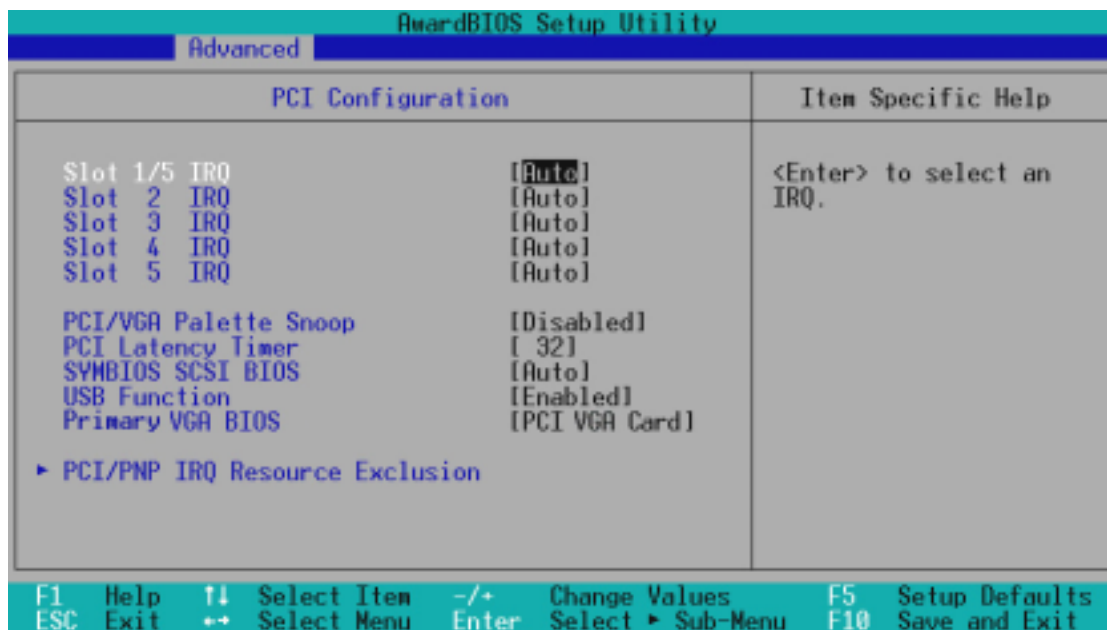 AwardBIOS Setup Utility
Advanced
PCI Configuration
Item Specific Help
Slot 1/5 IRQ [Auto]
Slot 2 IRQ [Auto]
Slot 3 IRQ [Auto]
Slot 4 IRQ [Auto]
Slot 5 IRQ [Auto]
PCI/VGA Palette Snoop [Disabled]
PCI Latency Timer [ 32]
SYMBIOS SCSI BIOS [Auto]
USB Function [Enabled]
Primary VGA BIOS [PCI VGA Card]
► PCI/PNP IRQ Resource Exclusion
<Enter> to select an
IRQ.
F1 Help ↑↓ Select Item -/+ Change Values F5 Setup Defaults
ESC Exit ←→ Select Menu Enter Select ► Sub-Menu F10 Save and Exit